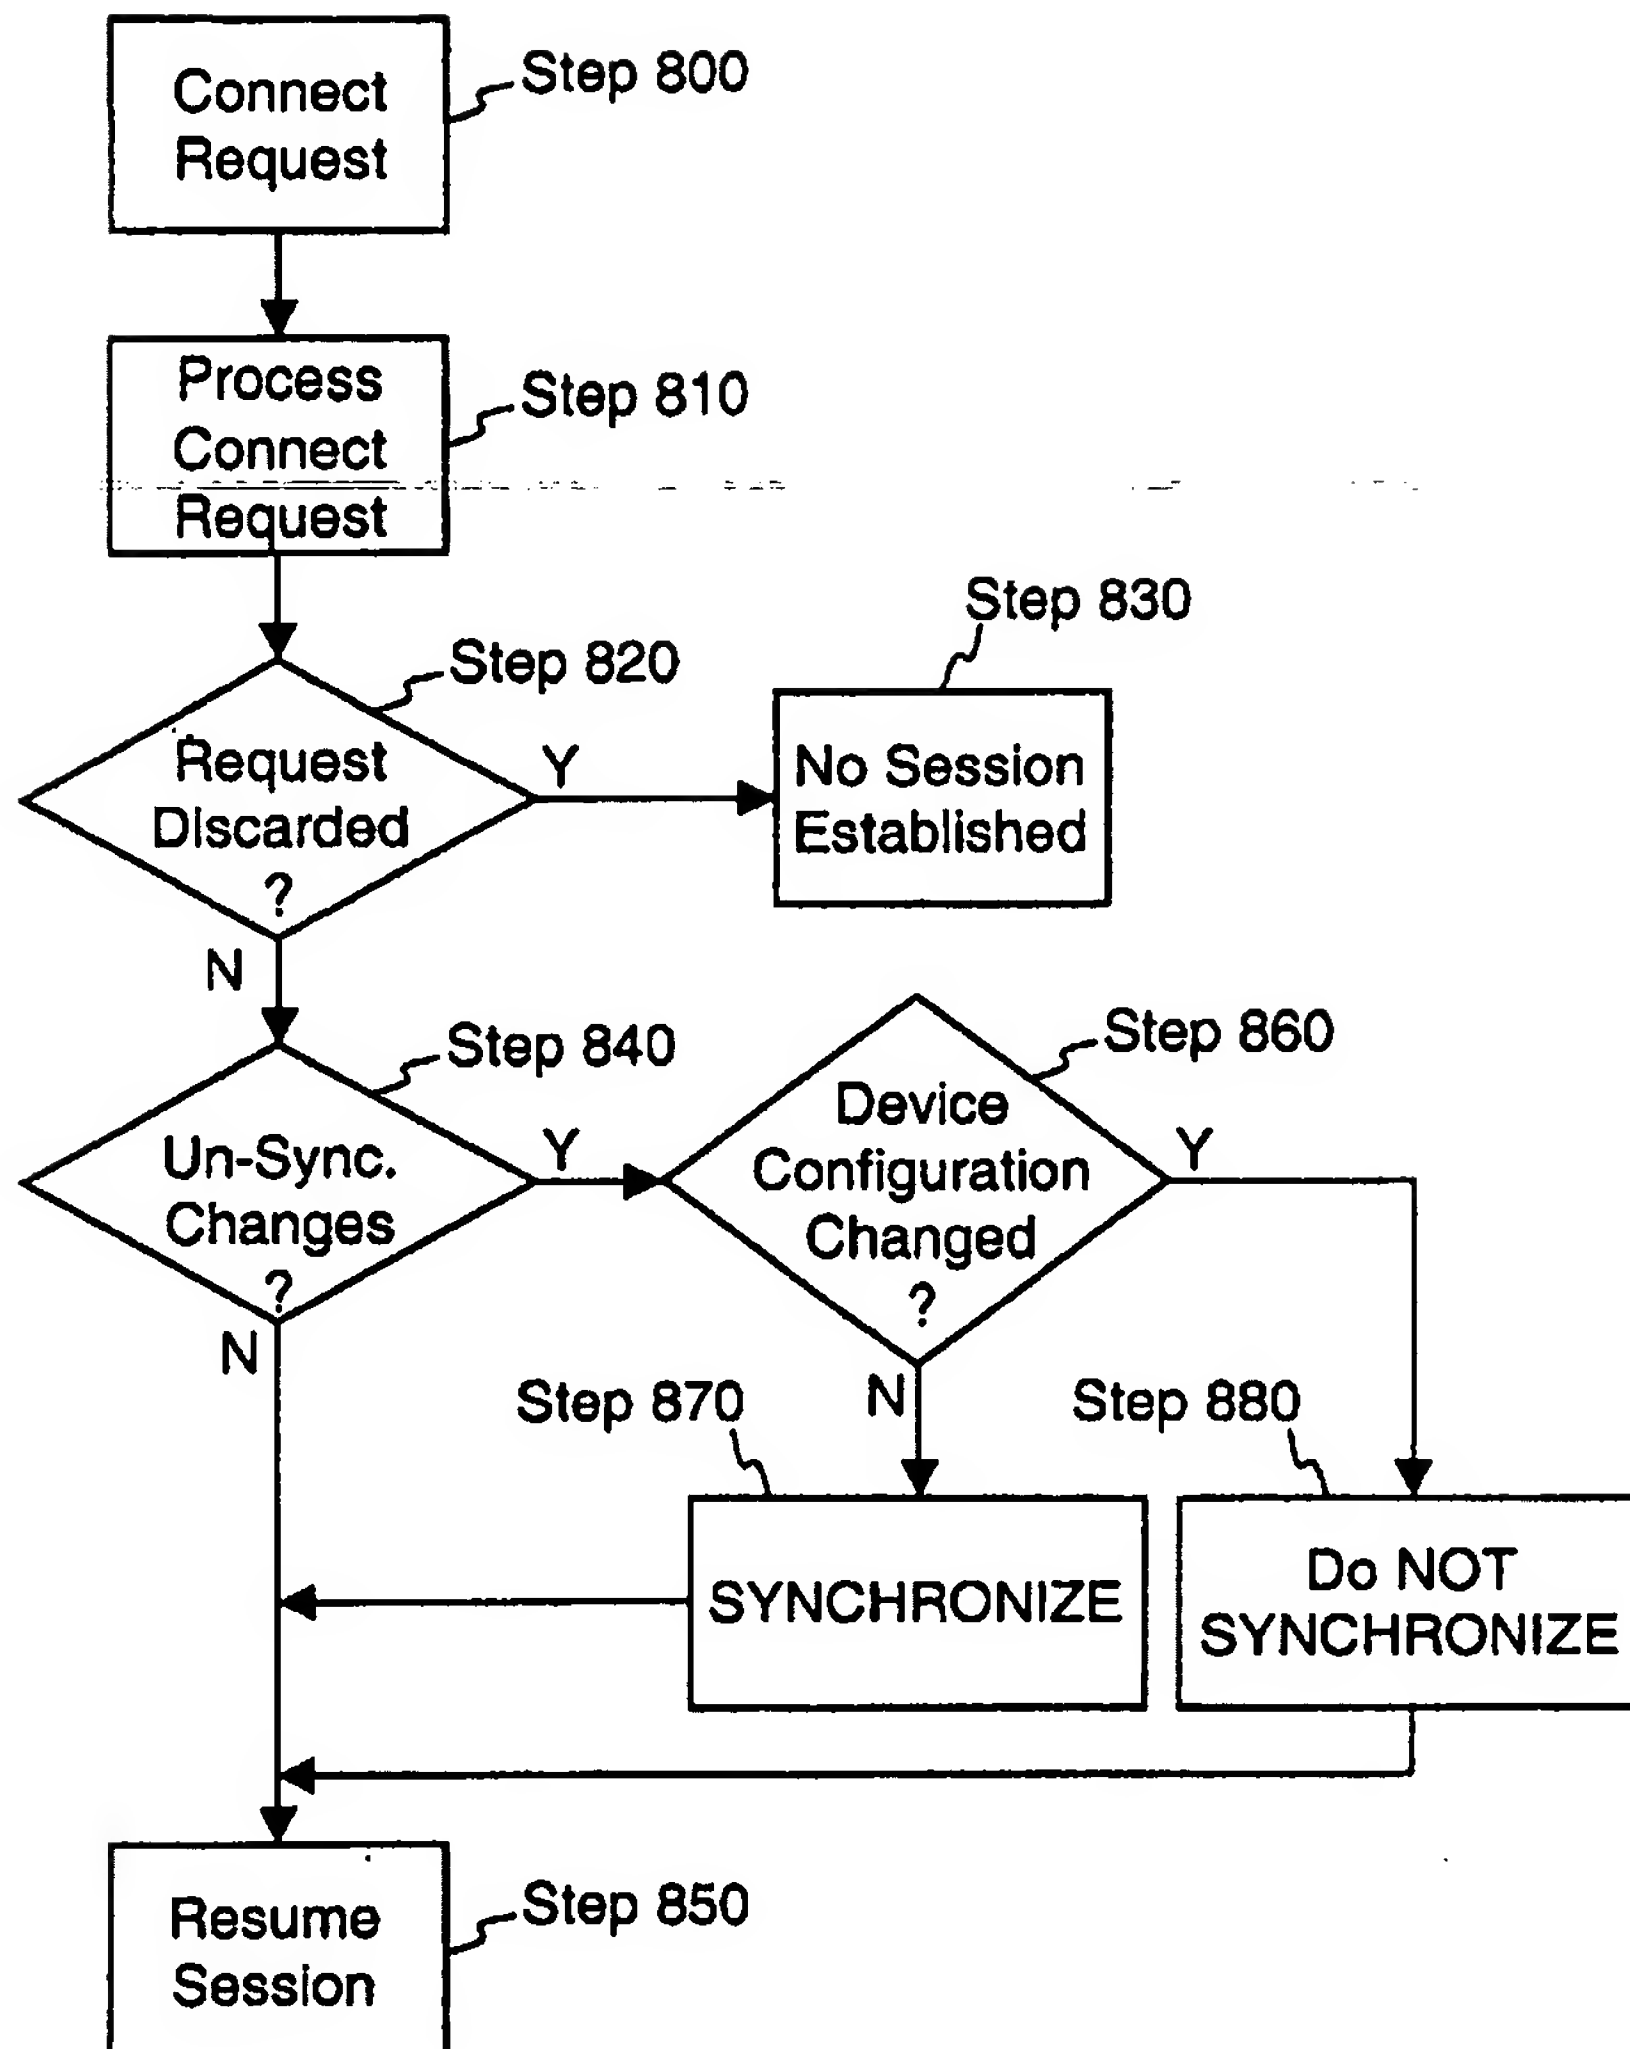 Connect
Request
Step 800
Process
Connect
Request
Step 810
Step 820
Request
Discarded
?
Y
N
Step 830
No Session
Established
Step 840
Un-Sync.
Changes
?
Y
N
Step 860
Device
Configuration
Changed
?
Y
N
Step 870
SYNCHRONIZE
Step 880
Do NOT
SYNCHRONIZE
Resume
Session
Step 850